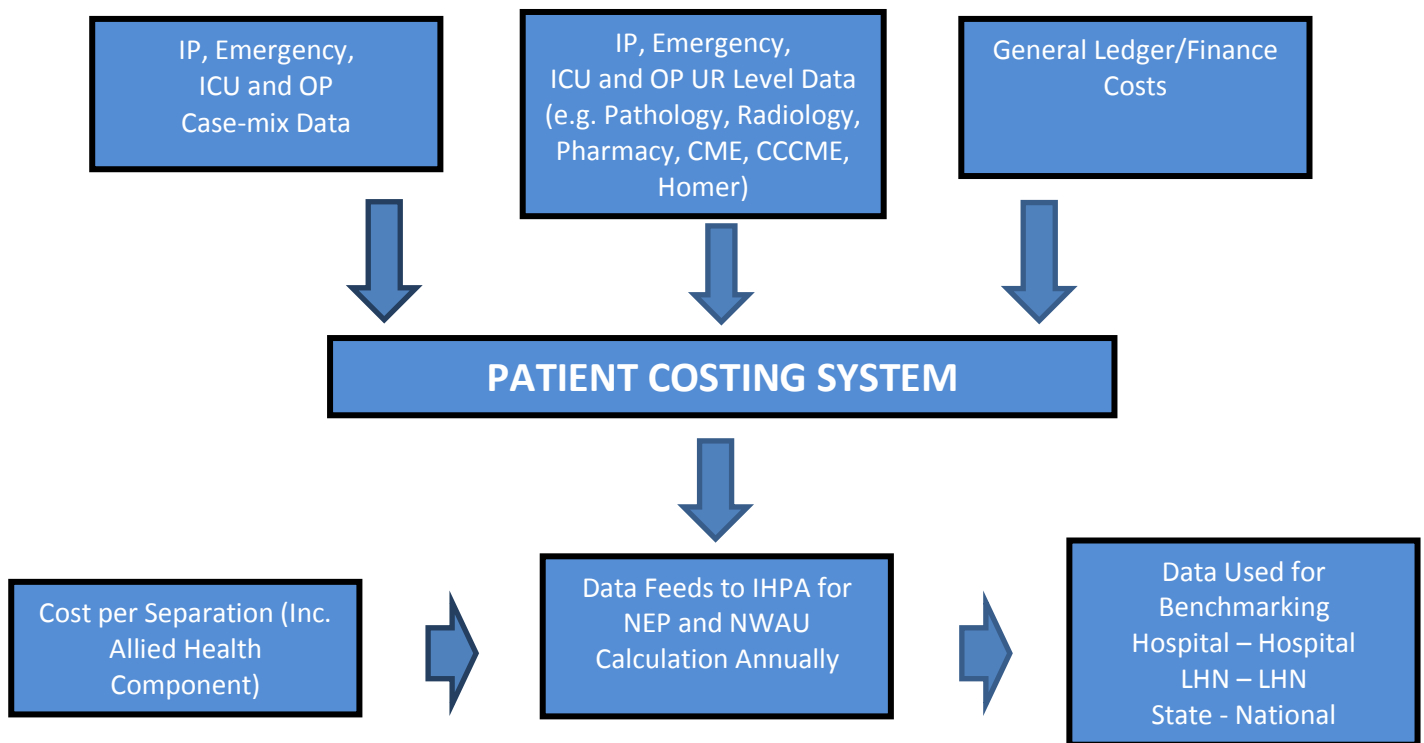 IP, Emergency,
ICU and OP
Case-mix Data
IP, Emergency,
ICU and OP UR Level Data
(e.g. Pathology, Radiology,
Pharmacy, CME, CCCME,
Homer)
General Ledger/Finance
Costs
PATIENT COSTING SYSTEM
Cost per Separation (Inc.
Allied Health
Component)
Data Feeds to IHPA for
NEP and NWAU
Calculation Annually
Data Used for
Benchmarking
Hospital – Hospital
LHN – LHN
State - National